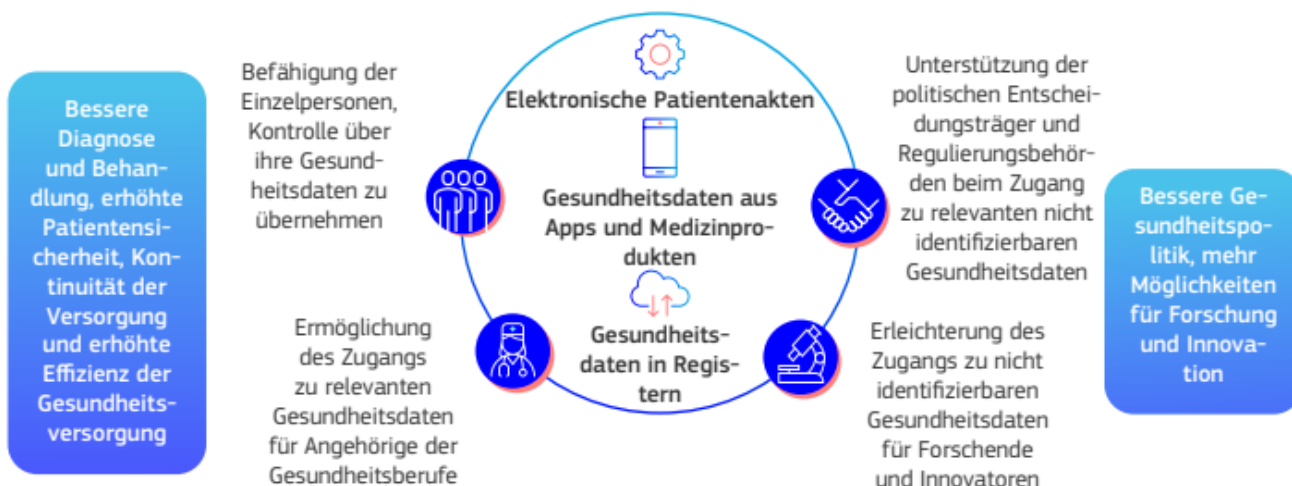 Bessere
Diagnose
und Behan-
dlung, erhöhte
Patientensi-
cherheit, Kon-
tinuität der
Versorgung
und erhöhte
Effizienz der
Gesundheits-
versorgung
Befähigung der
Einzelpersonen,
Kontrolle über
ihre Gesund-
heitsdaten zu
übernehmen
Ermöglichung
des Zugangs
zu relevanten
Gesundheitsdaten
für Angehörige der
Gesundheitsberufe
Elektronische Patientenakten
Gesundheitsdaten aus
Apps und Medizinpro-
dukten
Gesundheits-
daten in Regis-
tern
Unterstützung der
politischen Entschei-
dungsträger und
Regulierungsbehör-
den beim Zugang
zu relevanten nicht
identifizierbaren
Gesundheitsdaten
Erleichterung des
Zugangs zu nicht
identifizierbaren
Gesundheitsdaten
für Forschende
und Innovatoren
Bessere Ge-
sundheitspo-
litik, mehr
Möglichkeiten
für Forschung
und Innova-
tion